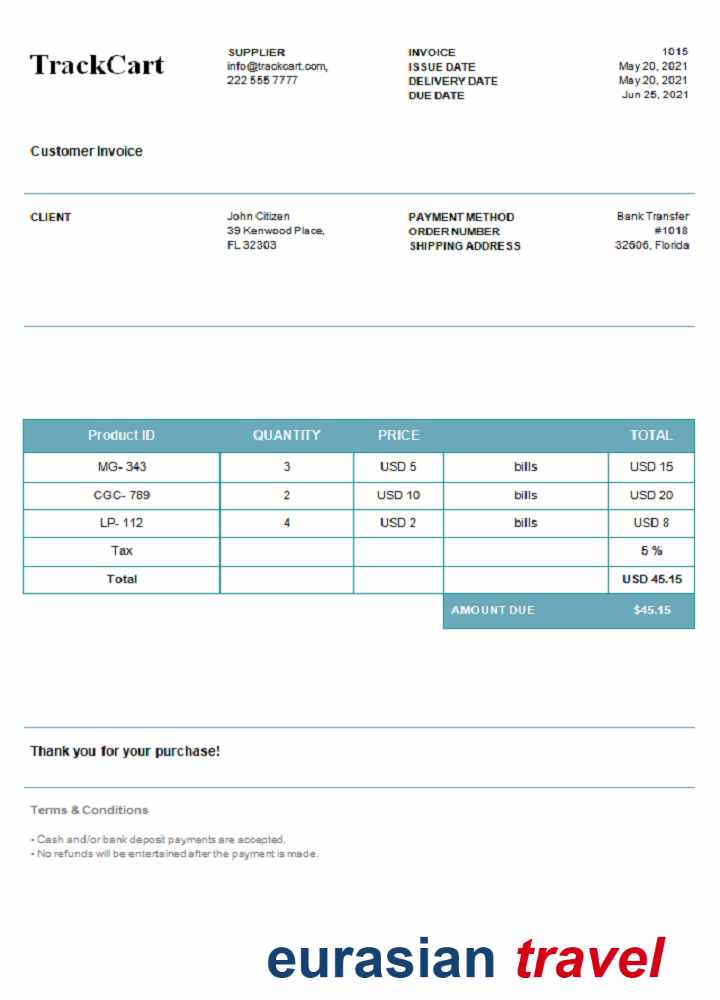 TrackCart
SUPPLIER
info@trackcart.com,
222 555 7777
INVOICE 1015
ISSUE DATE May 20, 2021
DELIVERY DATE May 20, 2021
DUE DATE Jun 25, 2021
Customer Invoice
CLIENT
John Citizen
39 Kenwood Place,
FL 32303
PAYMENT METHOD Bank Transfer
ORDER NUMBER #1018
SHIPPING ADDRESS 32606, Florida
Product ID QUANTITY PRICE TOTAL
MG- 343 3 USD 5 bills USD 15
CGC- 789 2 USD 10 bills USD 20
LP- 112 4 USD 2 bills USD 8
Tax 5 %
Total USD 45.15
AMOUNT DUE $45.15
Thank you for your purchase!
Terms & Conditions
• Cash and/or bank deposit payments are accepted.
• No refunds will be entertained after the payment is made.
eurasian travel